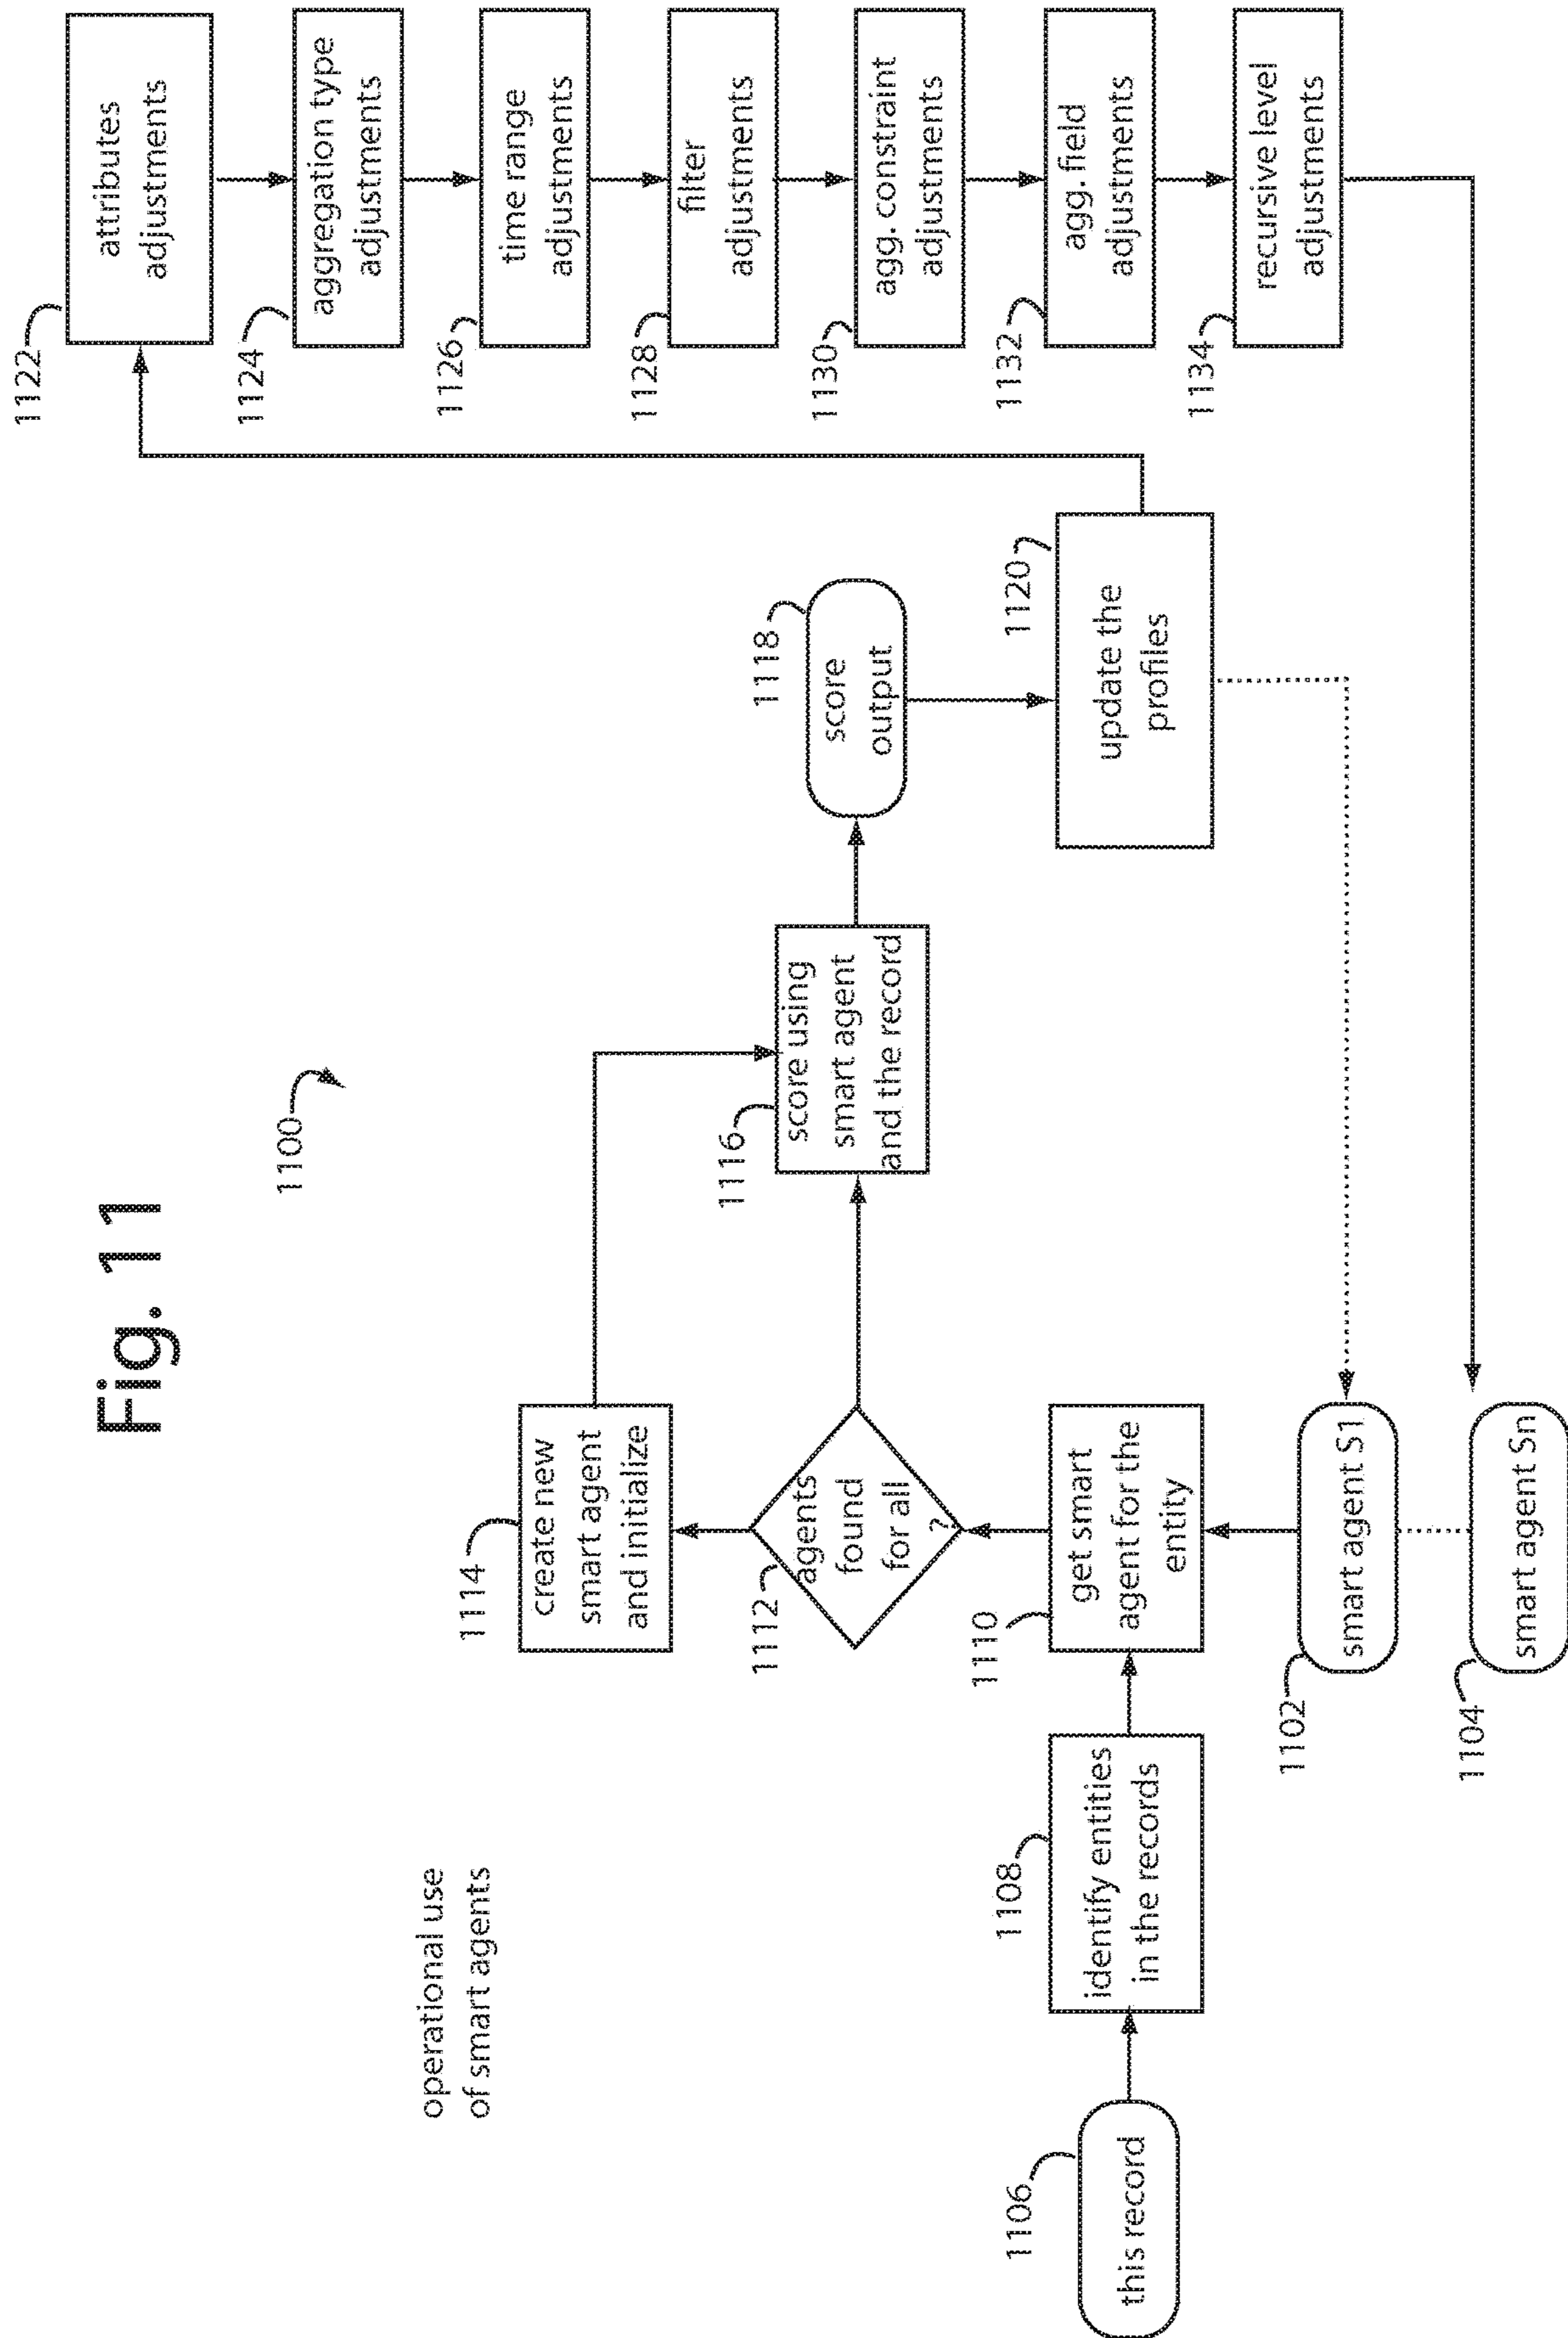 Fig. 11
1100
operational use
of smart agents
1106
this record
1108
identify entities
in the records
1110
get smart
agent for the
entity
1102
smart agent S1
1104
smart agent Sn
1112
agents
found
for all
?
1114
create new
smart agent
and initialize
1116
score using
smart agent
and the record
1118
score
output
1120
update the
profiles
1122
attributes
adjustments
1124
aggregation type
adjustments
1126
time range
adjustments
1128
filter
adjustments
1130
agg. constraint
adjustments
1132
agg. field
adjustments
1134
recursive level
adjustments